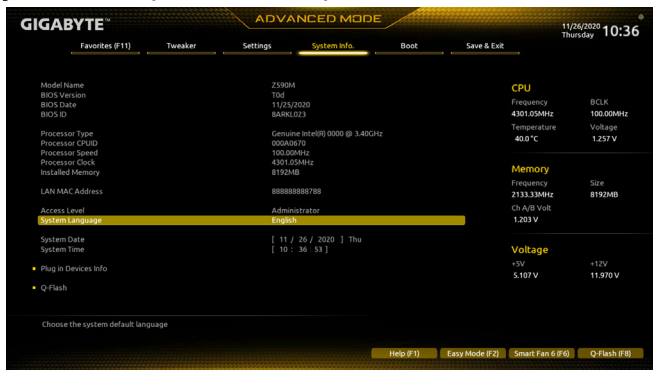 GIGABYTE™
ADVANCED MODE
11/26/2020
Thursday
10:36
Favorites (F11) Tweaker Settings System Info. Boot Save & Exit
Model Name Z590M
BIOS Version T0d
BIOS Date 11/25/2020
BIOS ID 8ARKL023
Processor Type Genuine Intel(R) 0000 @ 3.40GHz
Processor CPUID 000A0670
Processor Speed 100.00MHz
Processor Clock 4301.05MHz
Installed Memory 8192MB
LAN MAC Address 888888888788
Access Level Administrator
System Language English
System Date [ 11 / 26 / 2020 ] Thu
System Time [ 10 : 36 : 53 ]
Plug in Devices Info
Q-Flash
CPU
Frequency BCLK
4301.05MHz 100.00MHz
Temperature Voltage
40.0 °C 1.257 V
Memory
Frequency Size
2133.33MHz 8192MB
Ch A/B Volt
1.203 V
Voltage
+5V +12V
5.107 V 11.970 V
Choose the system default language
Help (F1) Easy Mode (F2) Smart Fan 6 (F6) Q-Flash (F8)